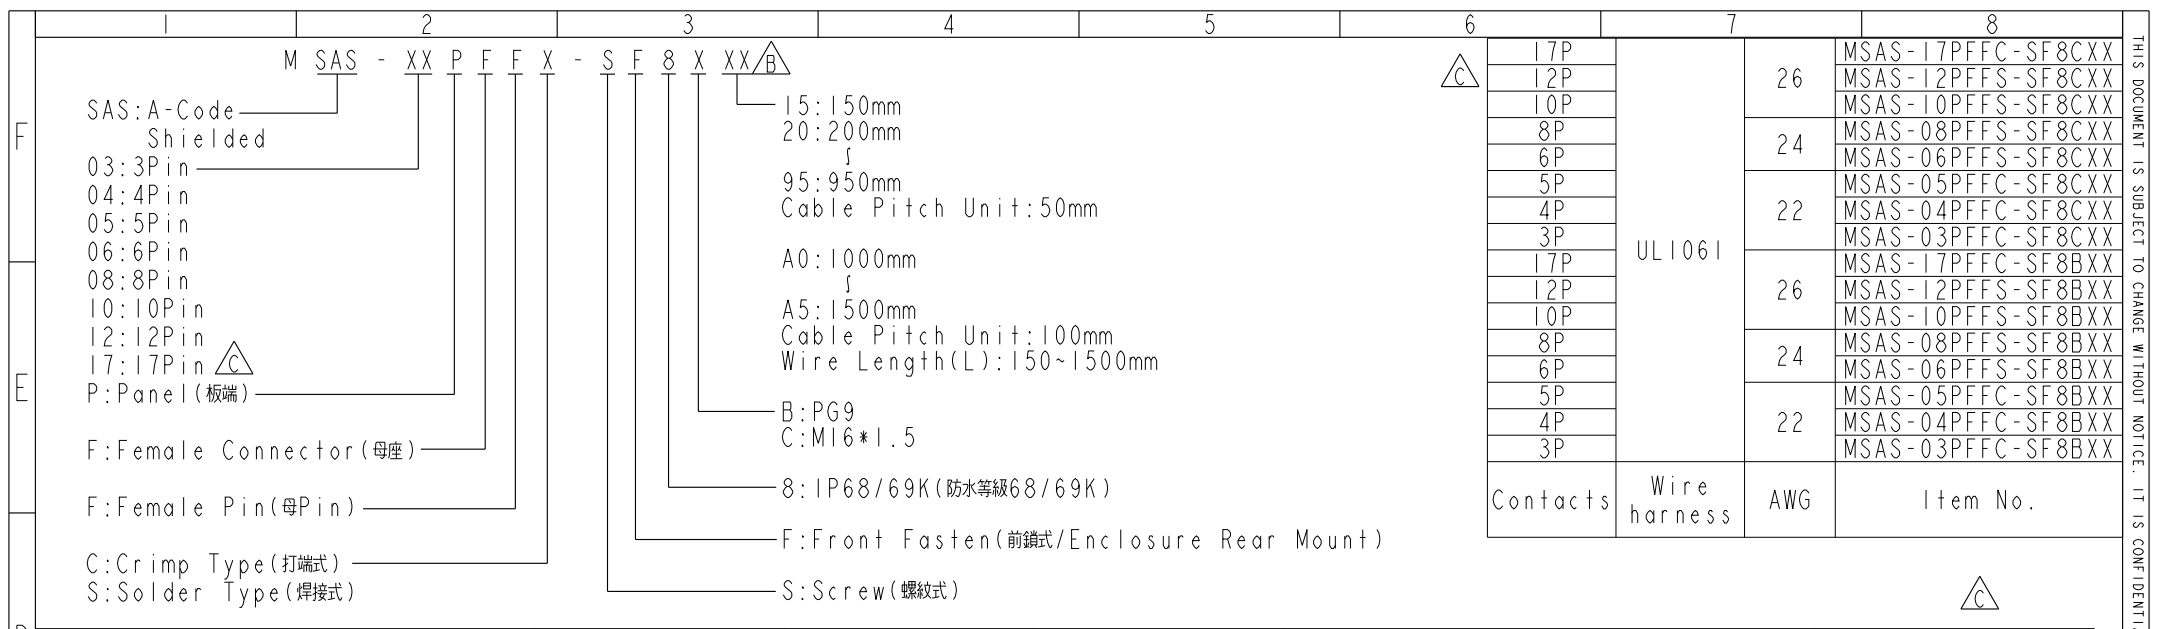 1 2 3 4 5 6 7 8
F
E
M SAS - XX P F F X - S F 8 X XX B
SAS:A-Code
Shielded
03:3Pin
04:4Pin
05:5Pin
06:6Pin
08:8Pin
10:10Pin
12:12Pin
17:17Pin C
P:Panel(板端)
F:Female Connector(母座)
F:Female Pin(母Pin)
C:Crimp Type(打端式)
S:Solder Type(焊接式)
15:150mm
20:200mm
∫
95:950mm
Cable Pitch Unit:50mm
A0:1000mm
∫
A5:1500mm
Cable Pitch Unit:100mm
Wire Length(L):150~1500mm
B:PG9
C:M16*1.5
8:IP68/69K(防水等級68/69K)
F:Front Fasten(前鎖式/Enclosure Rear Mount)
S:Screw(螺紋式)
C
17P MSAS-17PFFC-SF8CXX
12P 26 MSAS-12PFFS-SF8CXX
10P MSAS-10PFFS-SF8CXX
8P 24 MSAS-08PFFS-SF8CXX
6P MSAS-06PFFS-SF8CXX
5P MSAS-05PFFC-SF8CXX
4P 22 MSAS-04PFFC-SF8CXX
3P MSAS-03PFFC-SF8CXX
UL1061
17P MSAS-17PFFC-SF8BXX
12P 26 MSAS-12PFFS-SF8BXX
10P MSAS-10PFFS-SF8BXX
8P 24 MSAS-08PFFS-SF8BXX
6P MSAS-06PFFS-SF8BXX
5P MSAS-05PFFC-SF8BXX
4P 22 MSAS-04PFFC-SF8BXX
3P MSAS-03PFFC-SF8BXX
Contacts Wire harness AWG Item No.
C
THIS DOCUMENT IS SUBJECT TO CHANGE WITHOUT NOTICE. IT IS